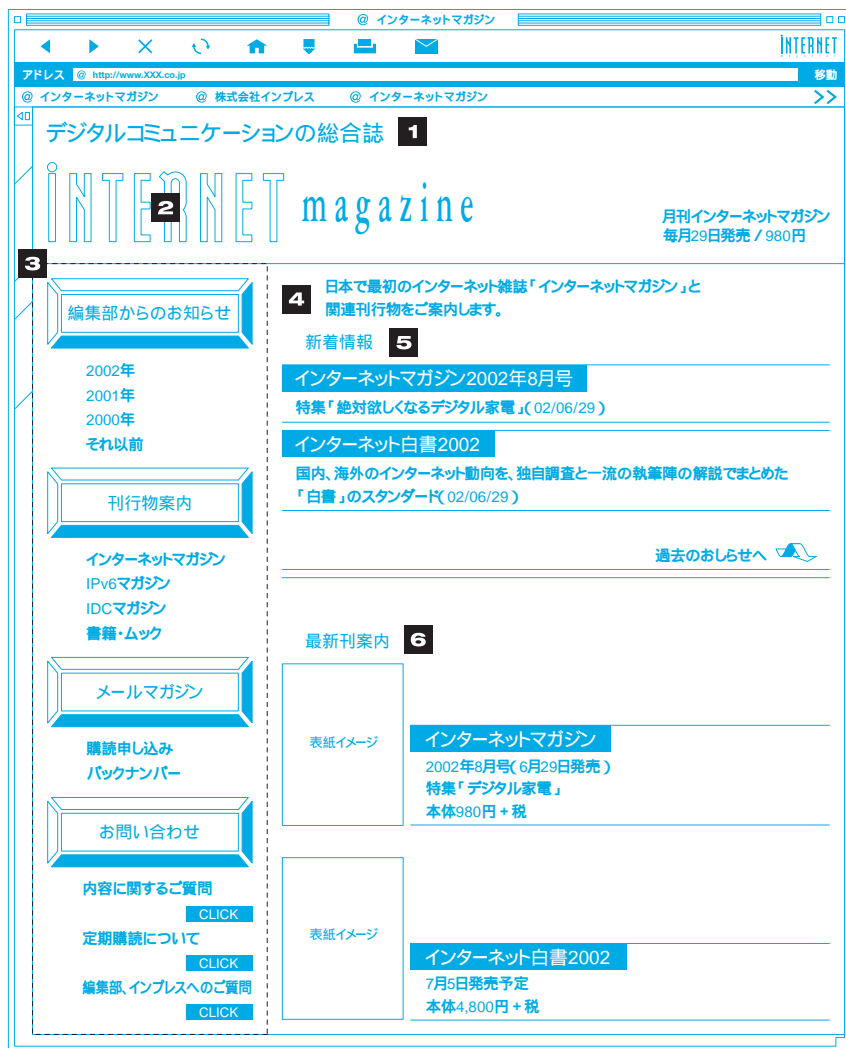 @ インターネットマガジン
INTERNET
アドレス @ http://www.XXX.co.jp 移動
@ インターネットマガジン @ 株式会社インプレス @ インターネットマガジン >>
デジタルコミュニケーションの総合誌 1
INTERNET magazine
2
月刊インターネットマガジン
毎月29日発売 / 980円
3
編集部からのお知らせ
2002年
2001年
2000年
それ以前
刊行物案内
インターネットマガジン
IPv6マガジン
IDCマガジン
書籍・ムック
メールマガジン
購読申し込み
バックナンバー
お問い合わせ
内容に関するご質問
CLICK
定期購読について
CLICK
編集部、インプレスへのご質問
CLICK
4
日本で最初のインターネット雑誌「インターネットマガジン」と
関連刊行物をご案内します。
新着情報 5
インターネットマガジン2002年8月号
特集「絶対欲しくなるデジタル家電」(02/06/29)
インターネット白書2002
国内、海外のインターネット動向を、独自調査と一流の執筆陣の解説でまとめた
「白書」のスタンダード(02/06/29)
過去のおしらせへ
最新刊案内 6
表紙イメージ
インターネットマガジン
2002年8月号(6月29日発売)
特集「デジタル家電」
本体980円+税
表紙イメージ
インターネット白書2002
7月5日発売予定
本体4,800円+税